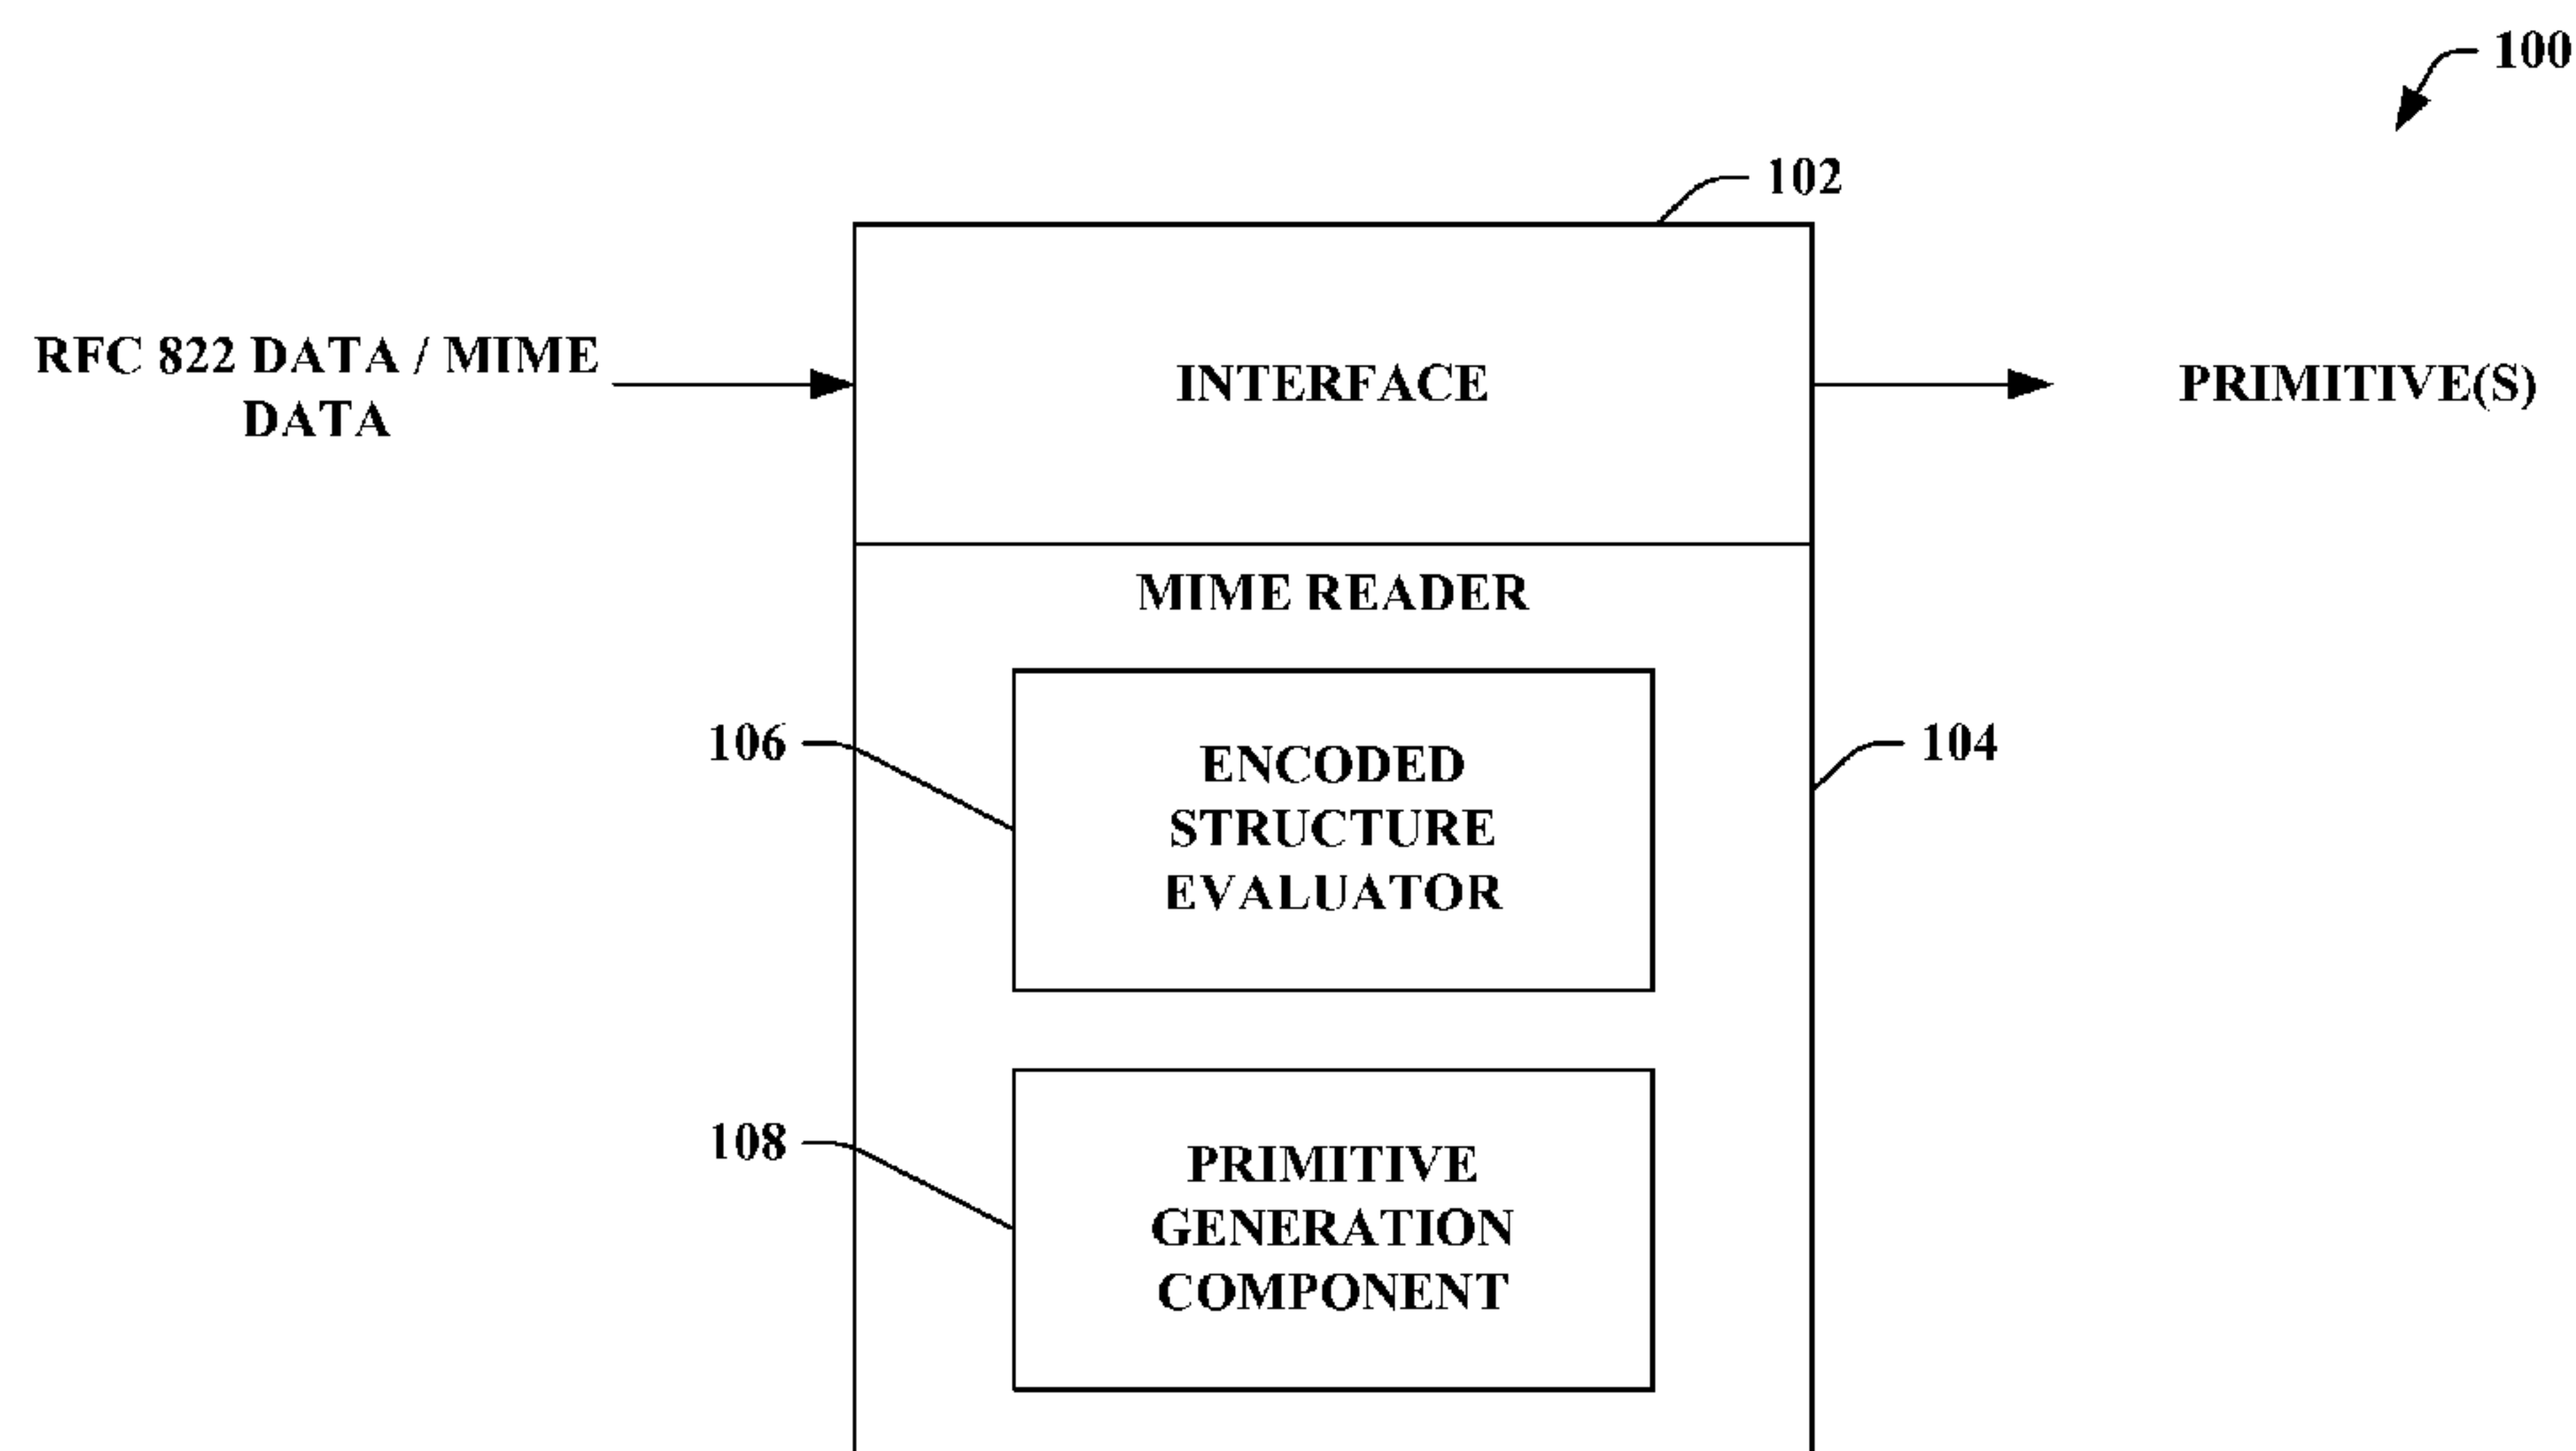 100
102
RFC 822 DATA / MIME
DATA
INTERFACE
PRIMITIVE(S)
MIME READER
106
ENCODED
STRUCTURE
EVALUATOR
104
108
PRIMITIVE
GENERATION
COMPONENT